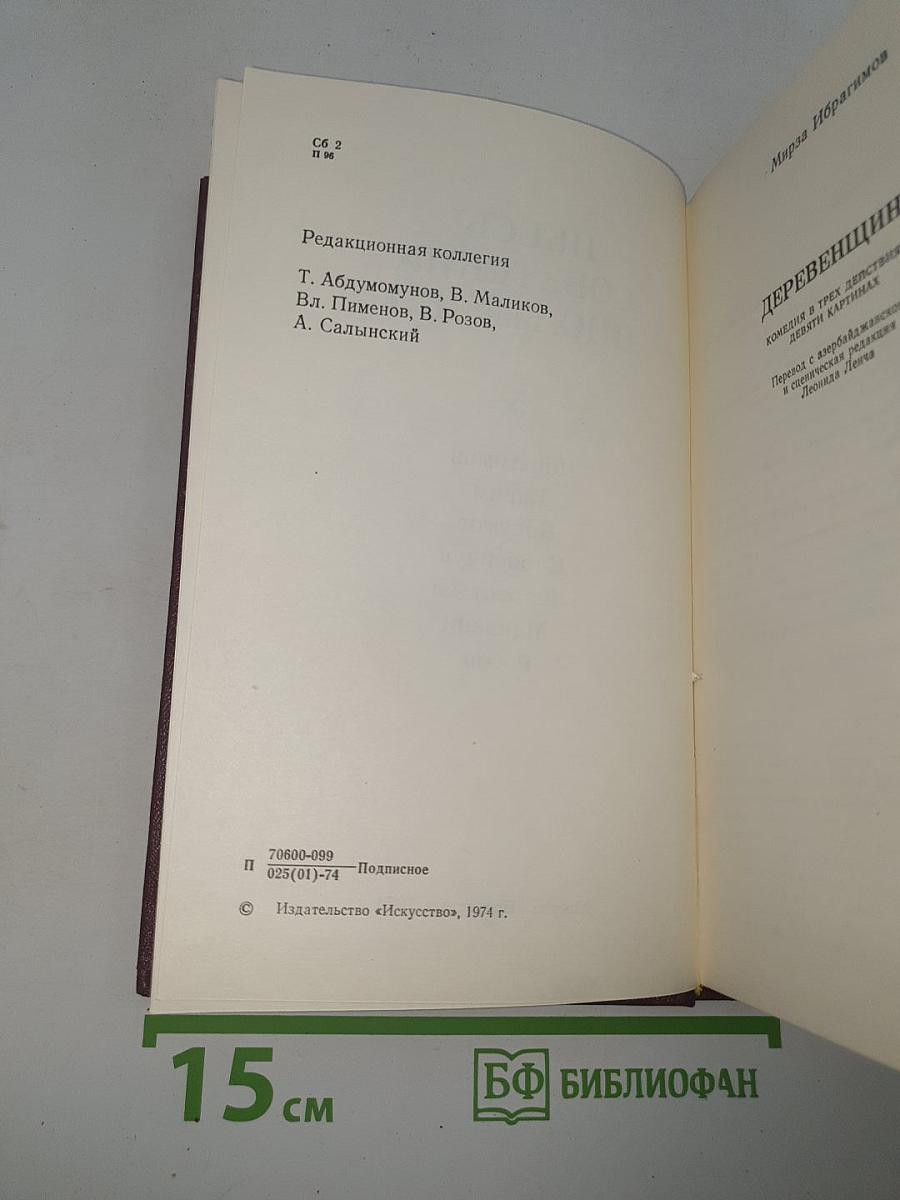 Сб 2
П 96
Редакционная коллегия
Т. Абдумомунов, В. Маликов,
Вл. Пименов, В. Розов,
А. Салынский
П 70600-099
025(01)-74 Подписное
© Издательство «Искусство», 1974 г.
Мирза Ибрагимов
ДЕРЕВЕНЩИН
КОМЕДИЯ В ТРЕХ ДЕЙСТВИЯ
ДЕВЯТИ КАРТИНАХ
Перевод с азербайджанско
и сценическая редакция
Леонида Ленча
15 см
БФ БИБЛИОФАН